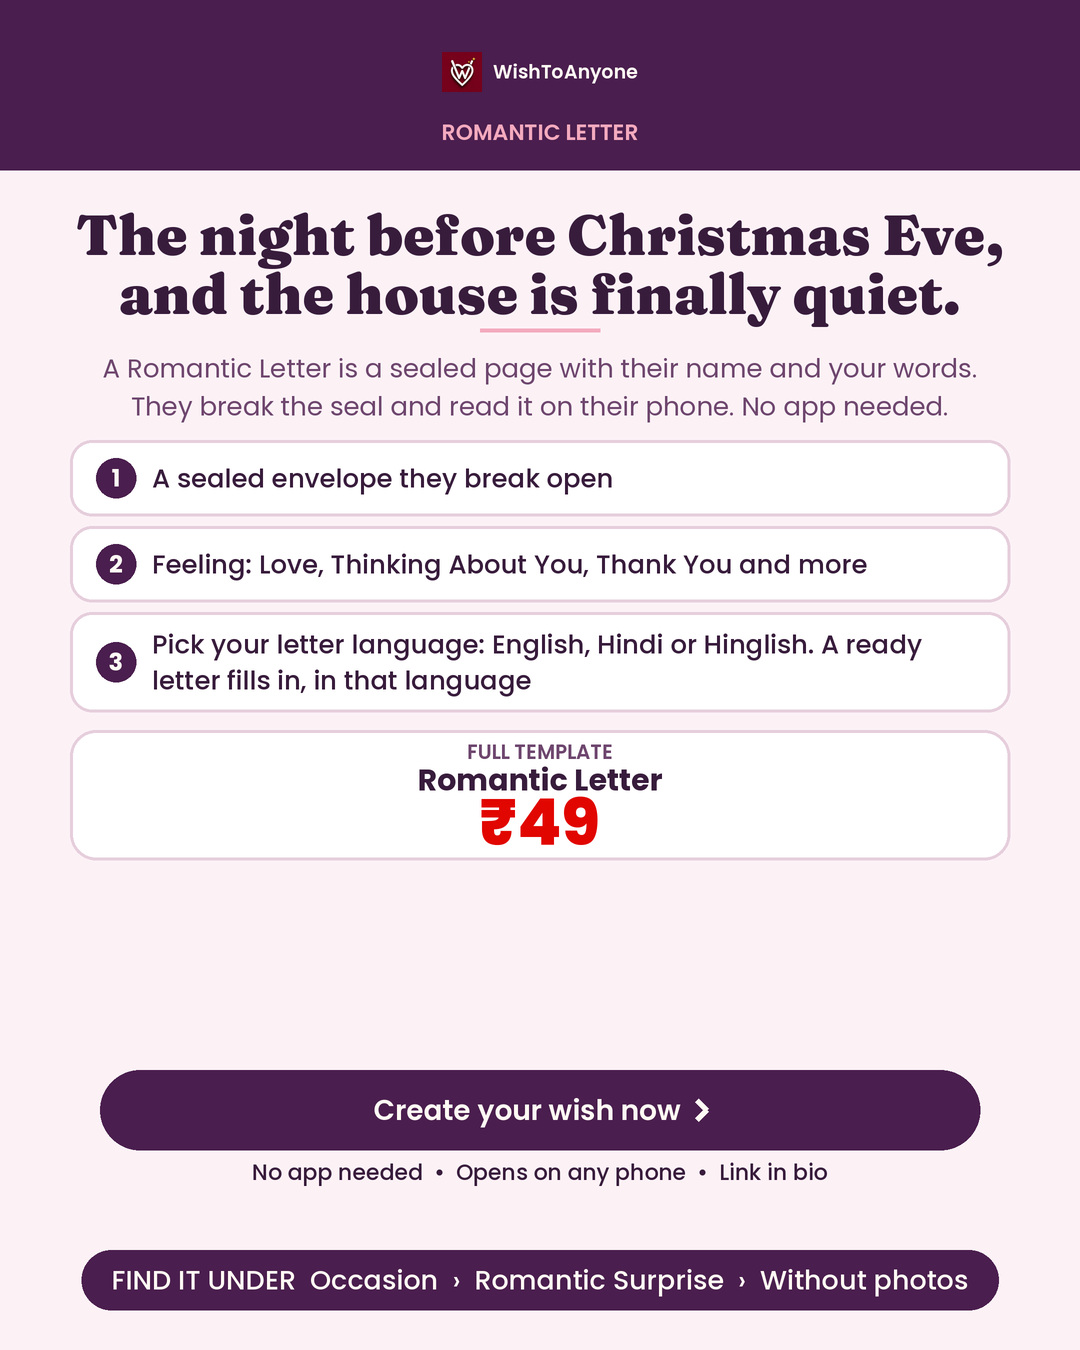 WishToAnyone
ROMANTIC LETTER
The night before Christmas Eve,
and the house is finally quiet.
A Romantic Letter is a sealed page with their name and your words.
They break the seal and read it on their phone. No app needed.
1 A sealed envelope they break open
2 Feeling: Love, Thinking About You, Thank You and more
3 Pick your letter language: English, Hindi or Hinglish. A ready
letter fills in, in that language
FULL TEMPLATE
Romantic Letter
₹49
Create your wish now ›
No app needed • Opens on any phone • Link in bio
FIND IT UNDER Occasion › Romantic Surprise › Without photos